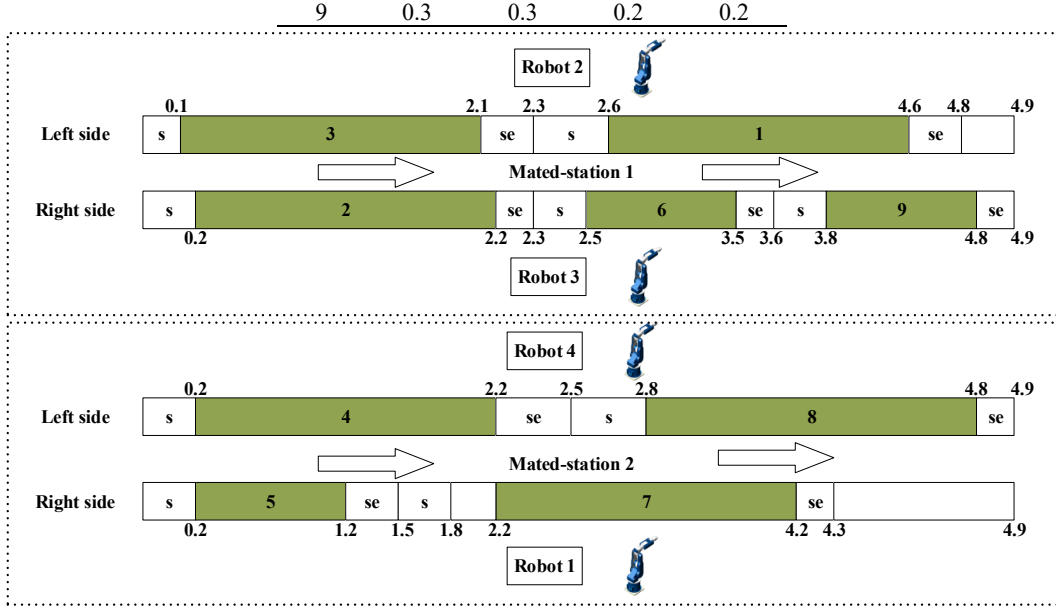 9 0.3 0.3 0.2 0.2
Robot 2
0.1 2.1 2.3 2.6 4.6 4.8 4.9
Left side s 3 se s 1 se
Mated-station 1
Right side s 2 se s 6 se s 9 se
0.2 2.2 2.3 2.5 3.5 3.6 3.8 4.8 4.9
Robot 3
Robot 4
0.2 2.2 2.5 2.8 4.8 4.9
Left side s 4 se s 8 se
Mated-station 2
Right side s 5 se s 7 se
0.2 1.2 1.5 1.8 2.2 4.2 4.3 4.9
Robot 1